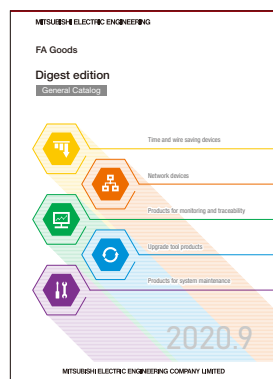 MITSUBISHI ELECTRIC ENGINEERING
FA Goods
Digest edition
General Catalog
Time and wire saving devices
Network devices
Products for monitoring and traceability
Upgrade tool products
Products for system maintenance
2020.9
MITSUBISHI ELECTRIC ENGINEERING COMPANY LIMITED